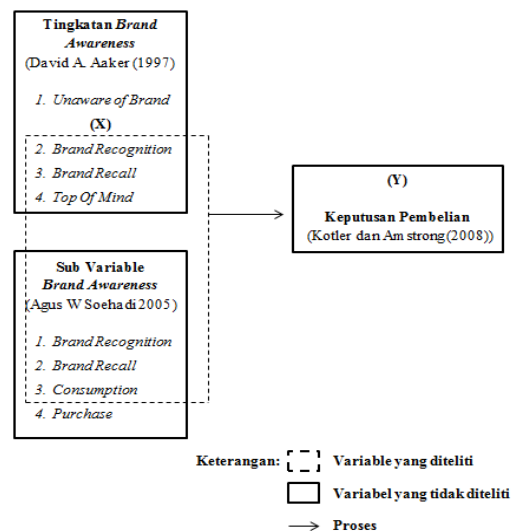 Tingkatan Brand
Awareness
(David A. Aaker (1997)
1. Unaware of Brand
(X)
2. Brand Recognition
3. Brand Recall
4. Top Of Mind
(Y)
Keputusan Pembelian
(Kotler dan Amstrong (2008))
Sub Variable
Brand Awareness
(Agus W Soehadi 2005)
1. Brand Recognition
2. Brand Recall
3. Consumption
4. Purchase
Keterangan:
Variable yang diteliti
Variabel yang tidak diteliti
Proses